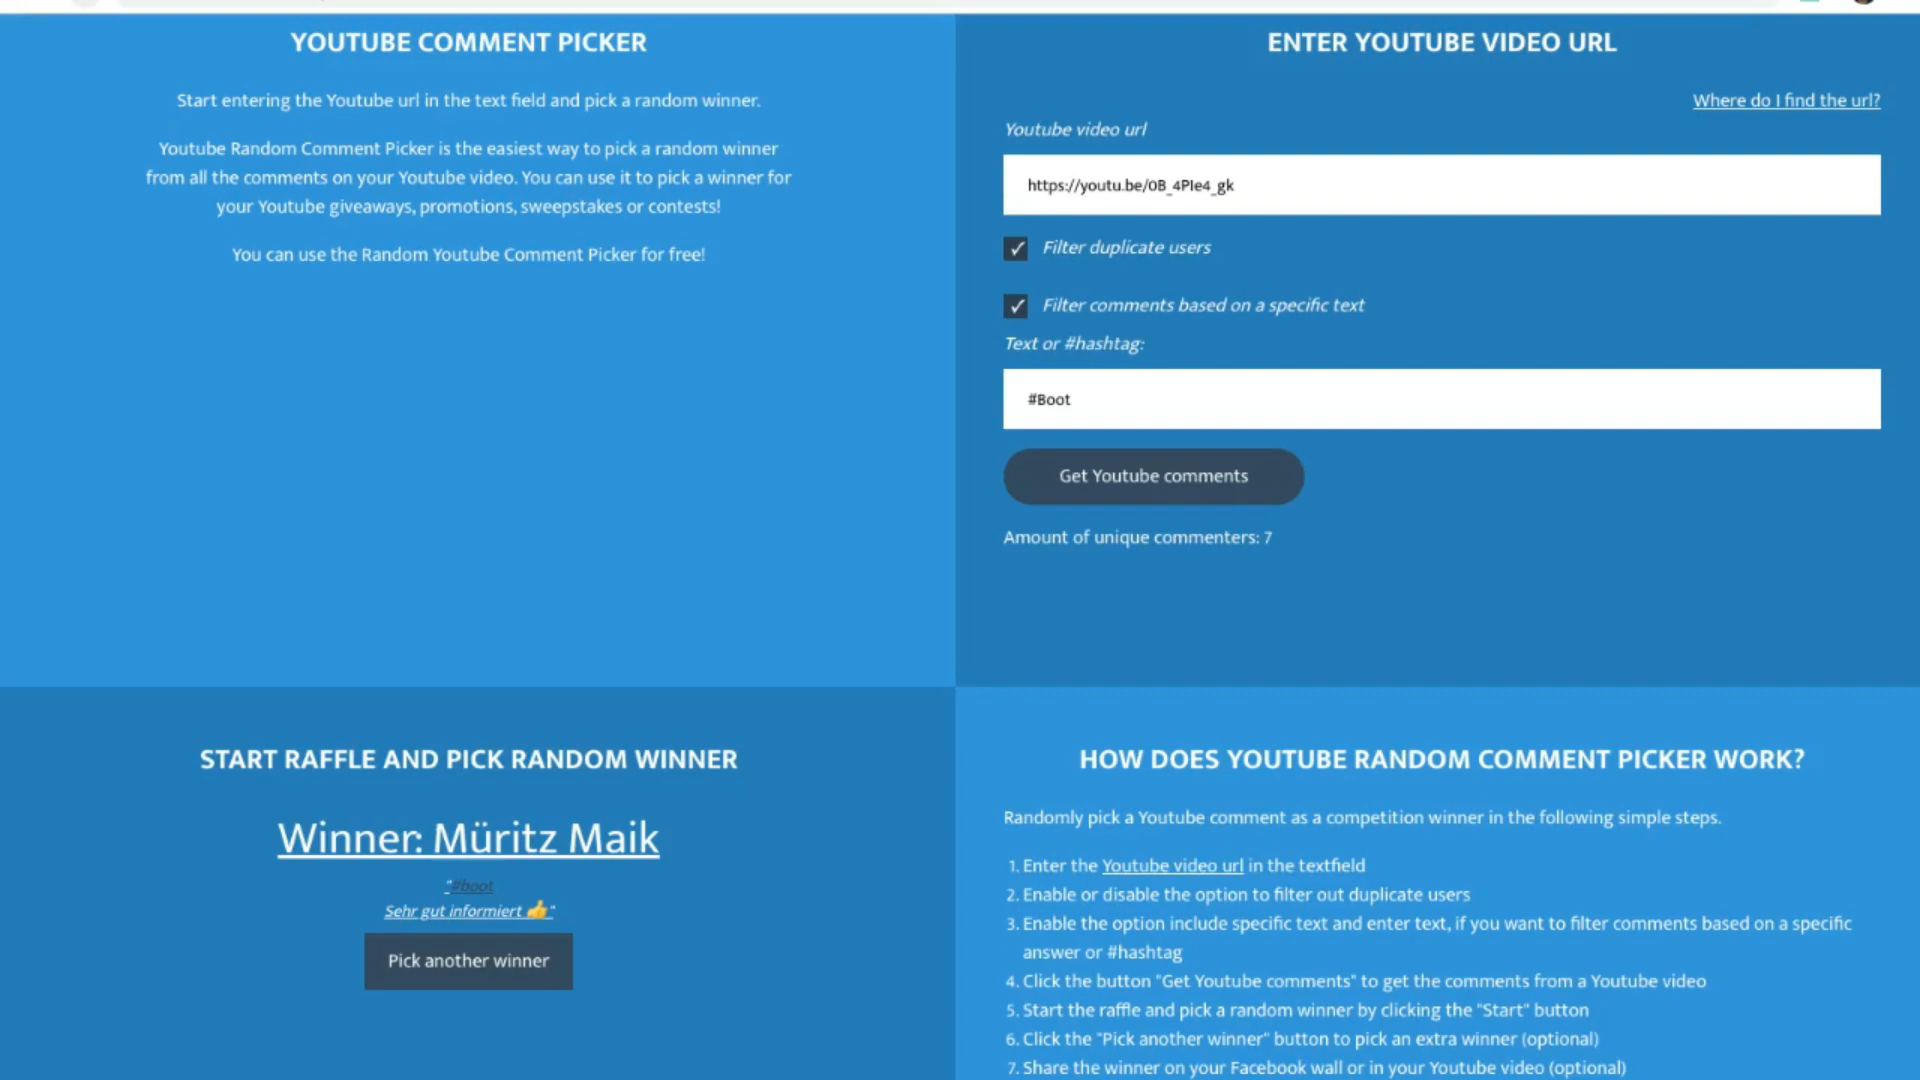 YOUTUBE COMMENT PICKER
Start entering the Youtube url in the text field and pick a random winner.
Youtube Random Comment Picker is the easiest way to pick a random winner
from all the comments on your Youtube video. You can use it to pick a winner for
your Youtube giveaways, promotions, sweepstakes or contests!
You can use the Random Youtube Comment Picker for free!
ENTER YOUTUBE VIDEO URL
Where do I find the url?
Youtube video url
https://youtu.be/0B_4PIe4_gk
Filter duplicate users
Filter comments based on a specific text
Text or #hashtag:
#Boot
Get Youtube comments
Amount of unique commenters: 7
START RAFFLE AND PICK RANDOM WINNER
Winner: Müritz Maik
"#boot
Sehr gut informiert 👍"
Pick another winner
HOW DOES YOUTUBE RANDOM COMMENT PICKER WORK?
Randomly pick a Youtube comment as a competition winner in the following simple steps.
1. Enter the Youtube video url in the textfield
2. Enable or disable the option to filter out duplicate users
3. Enable the option include specific text and enter text, if you want to filter comments based on a specific
answer or #hashtag
4. Click the button "Get Youtube comments" to get the comments from a Youtube video
5. Start the raffle and pick a random winner by clicking the "Start" button
6. Click the "Pick another winner" button to pick an extra winner (optional)
7. Share the winner on your Facebook wall or in your Youtube video (optional)